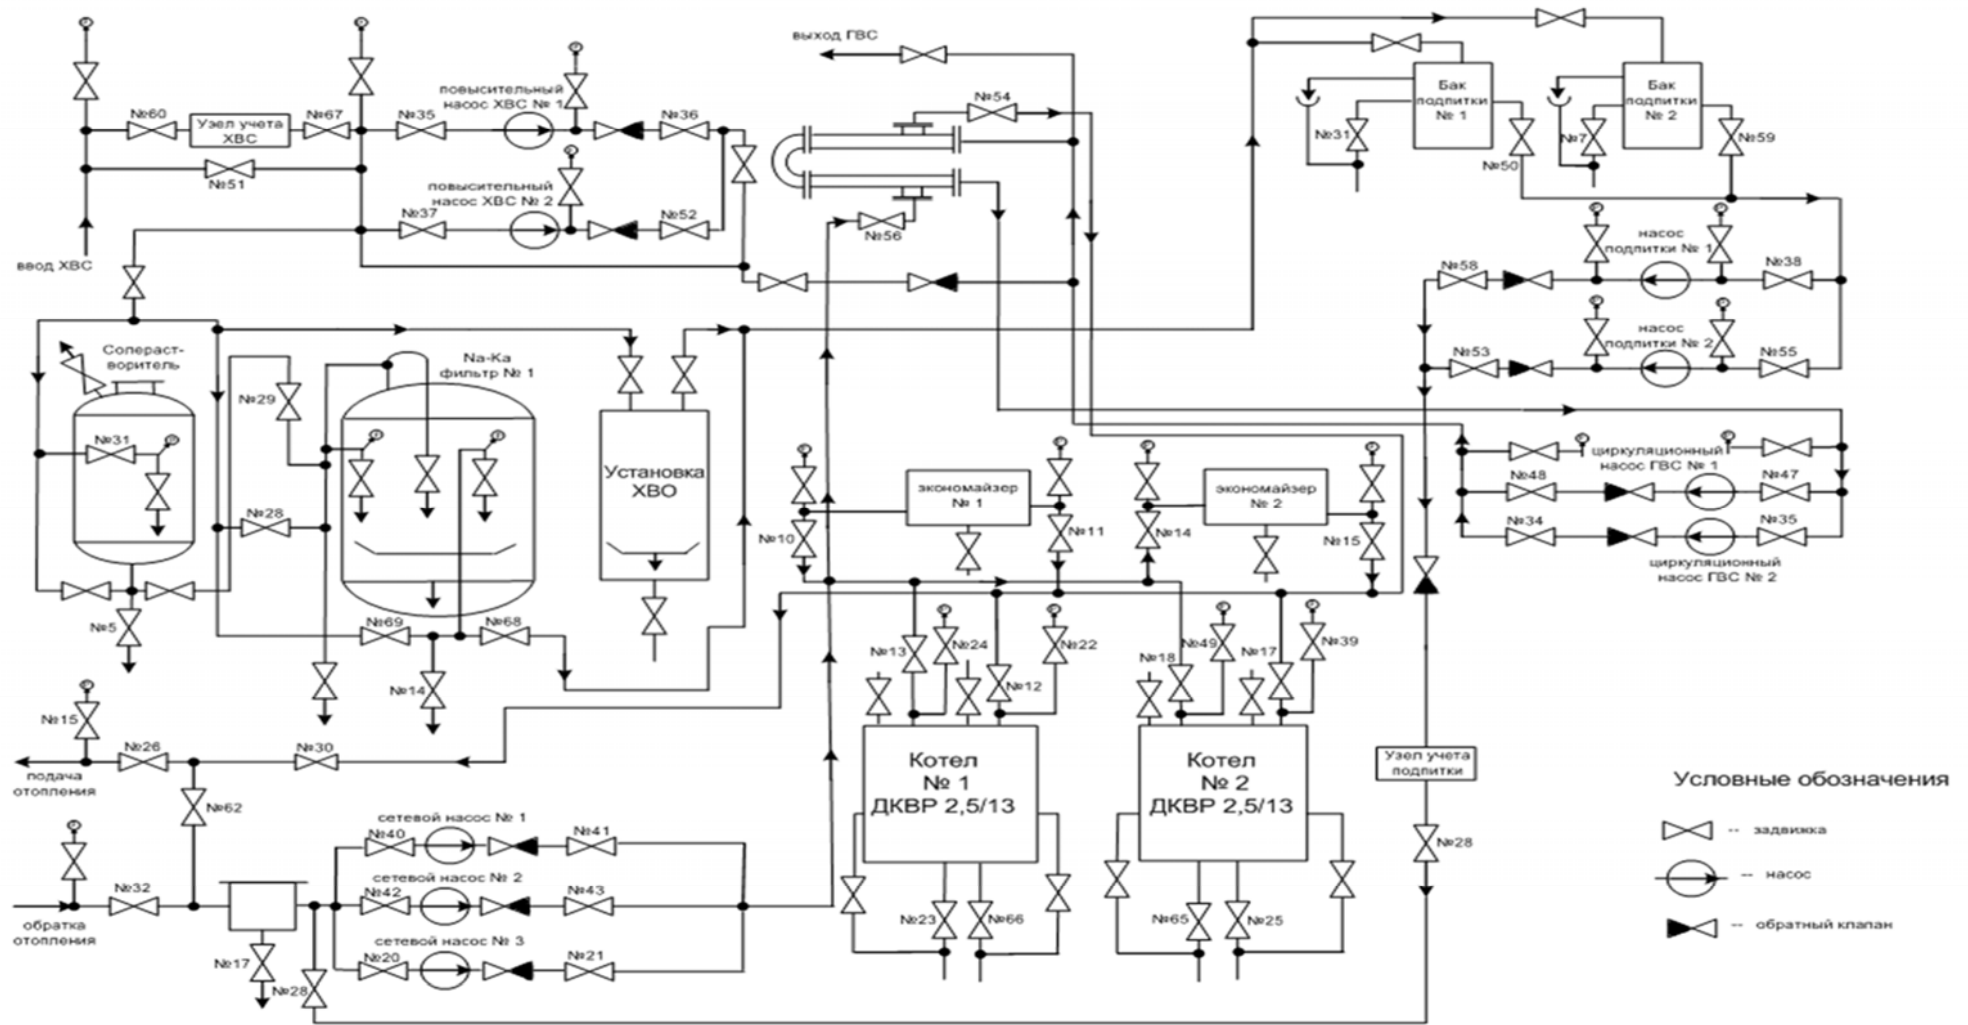 выход ГВС
№54
повысительный
насос ХВС № 1
№60
Узел учета
ХВС
№67
№35
№36
№51
повысительный
насос ХВС № 2
№37
№52
№56
ввод ХВС
Бак
подпитки
№ 1
Бак
подпитки
№ 2
№31
№50
№7
№59
насос
подпитки № 1
№58
№38
насос
подпитки № 2
№53
№55
Солераст-
воритель
№31
№5
№29
Na-Ka
фильтр № 1
№28
№69
№68
№14
Установка
ХВО
экономайзер
№ 1
экономайзер
№ 2
№10
№11
№14
№15
циркуляционный
насос ГВС № 1
№48
№47
№34
№35
циркуляционный
насос ГВС № 2
№13
№24
№12
№22
№18
№49
№17
№39
Котел
№ 1
ДКВР 2,5/13
Котел
№ 2
ДКВР 2,5/13
№23
№66
№65
№25
№15
№26
№30
подача
отопления
№62
№32
обратка
отопления
№17
№28
сетевой насос № 1
№40
№41
сетевой насос № 2
№42
№43
сетевой насос № 3
№20
№21
Узел учета
подпитки
№28
Условные обозначения
-- задвижка
-- насос
-- обратный клапан